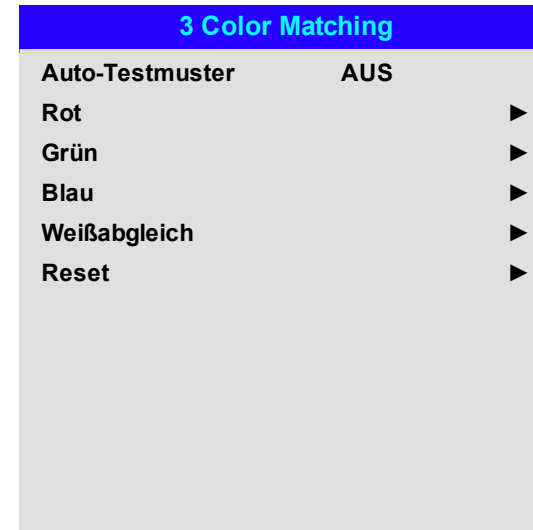 3 Color Matching
Auto-Testmuster AUS
Rot ►
Grün ►
Blau ►
Weißabgleich ►
Reset ►